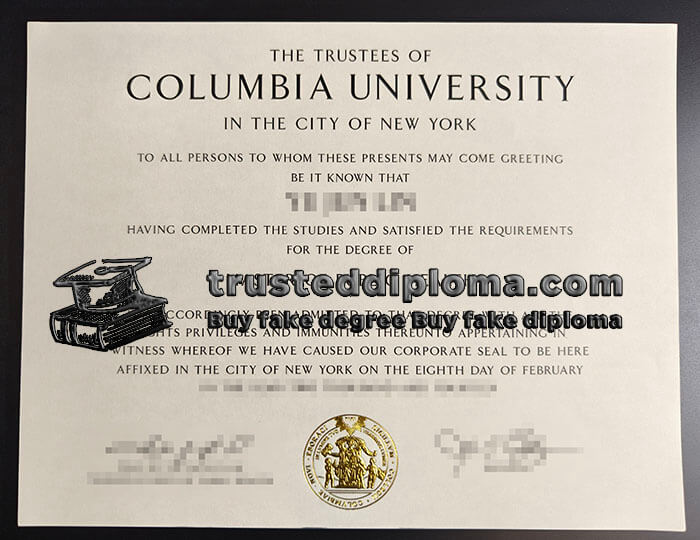 THE TRUSTEES OF
COLUMBIA UNIVERSITY
IN THE CITY OF NEW YORK
TO ALL PERSONS TO WHOM THESE PRESENTS MAY COME GREETING
BE IT KNOWN THAT
HAVING COMPLETED THE STUDIES AND SATISFIED THE REQUIREMENTS
FOR THE DEGREE OF
trusteddiploma.com
Buy fake degree Buy fake diploma
PRIVILEGES AND IMMUNITIES THEREUNTO APPERTAINING IN
WITNESS WHEREOF WE HAVE CAUSED OUR CORPORATE SEAL TO BE HERE
AFFIXED IN THE CITY OF NEW YORK ON THE EIGHTH DAY OF FEBRUARY